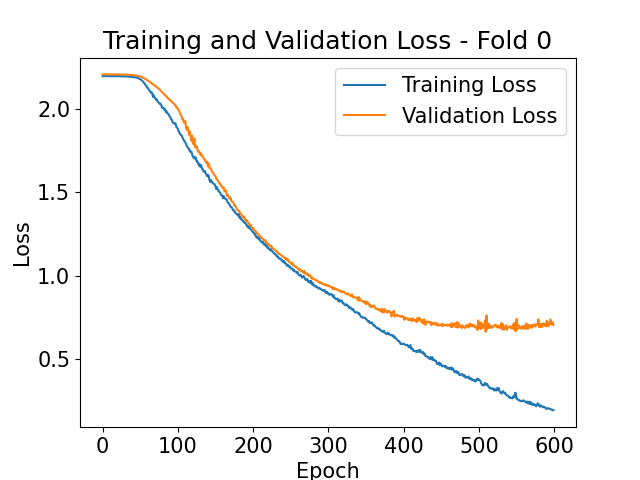 Training and Validation Loss - Fold 0
Training Loss
Validation Loss
Loss
2.0
1.5
1.0
0.5
0 100 200 300 400 500 600
Epoch